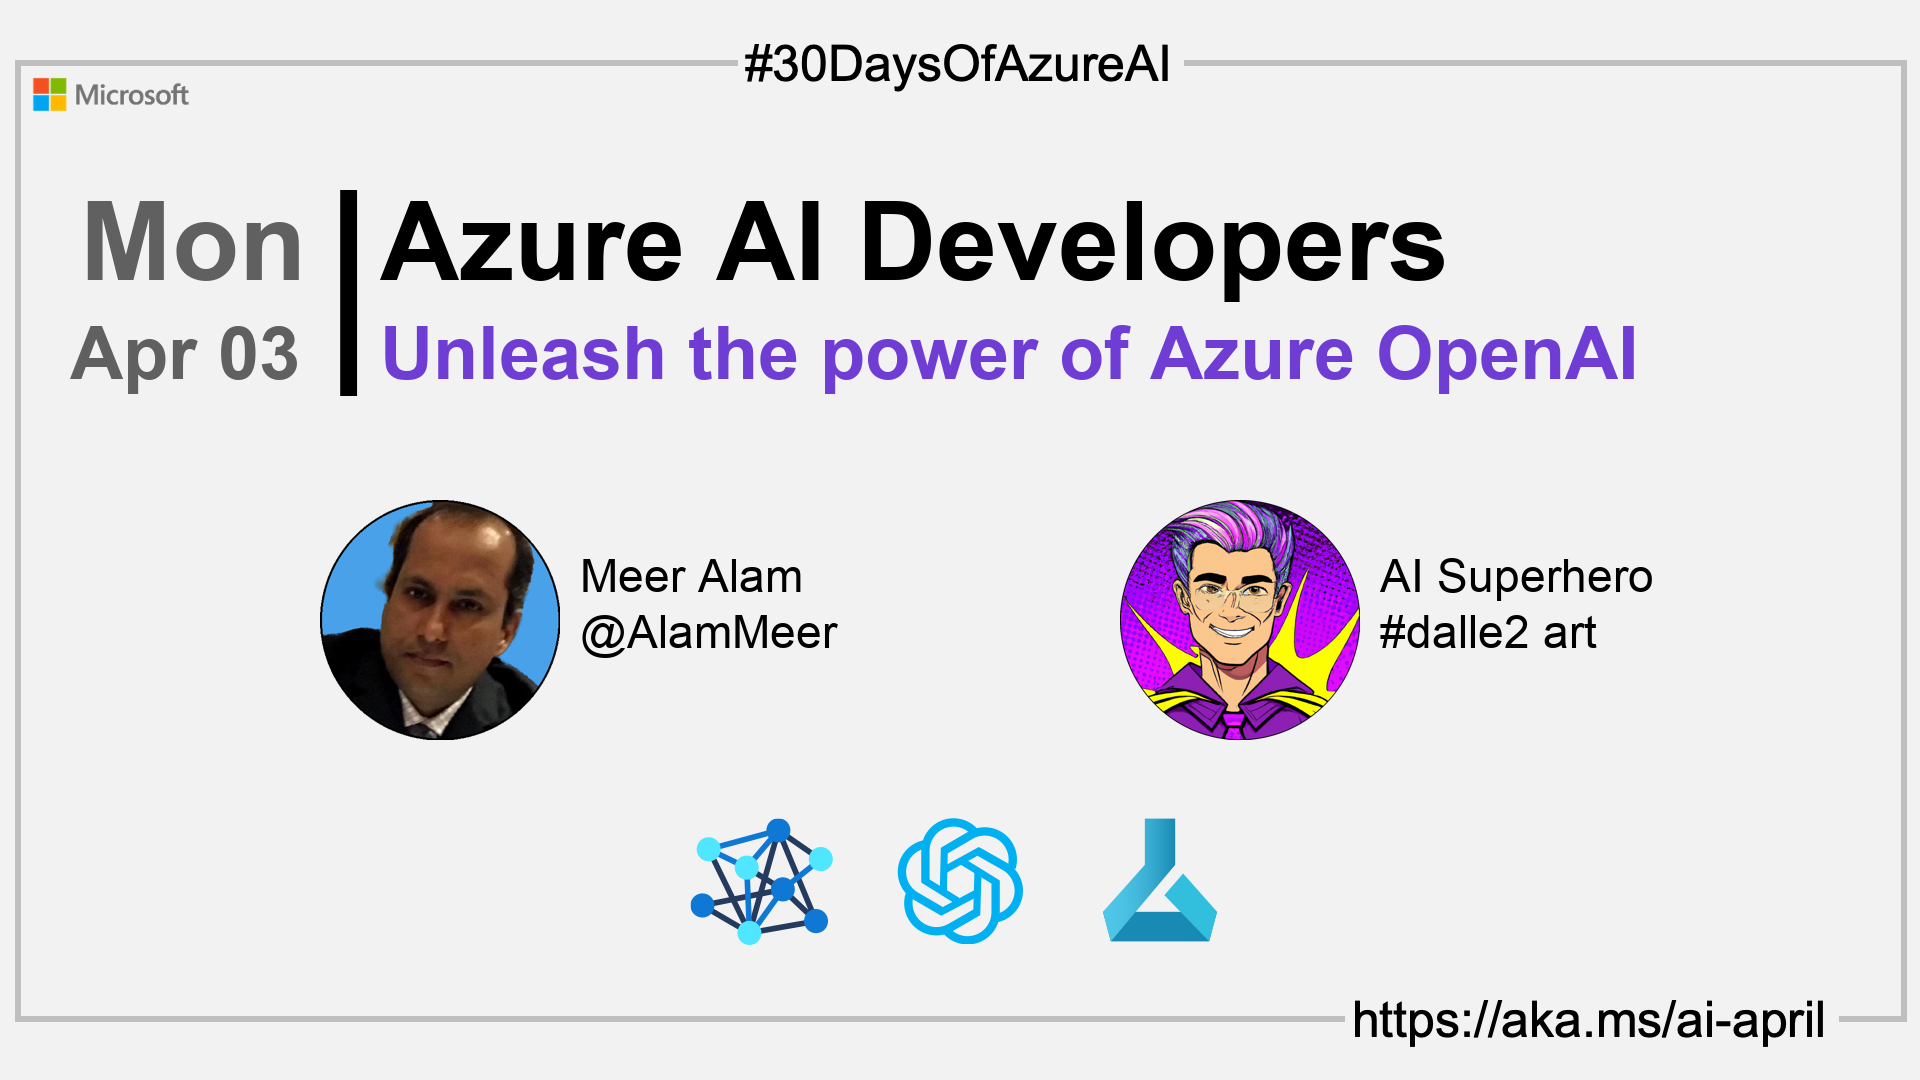 #30DaysOfAzureAI
Microsoft
Mon
Apr 03
Azure AI Developers
Unleash the power of Azure OpenAI
Meer Alam
@AlamMeer
AI Superhero
#dalle2 art
https://aka.ms/ai-april